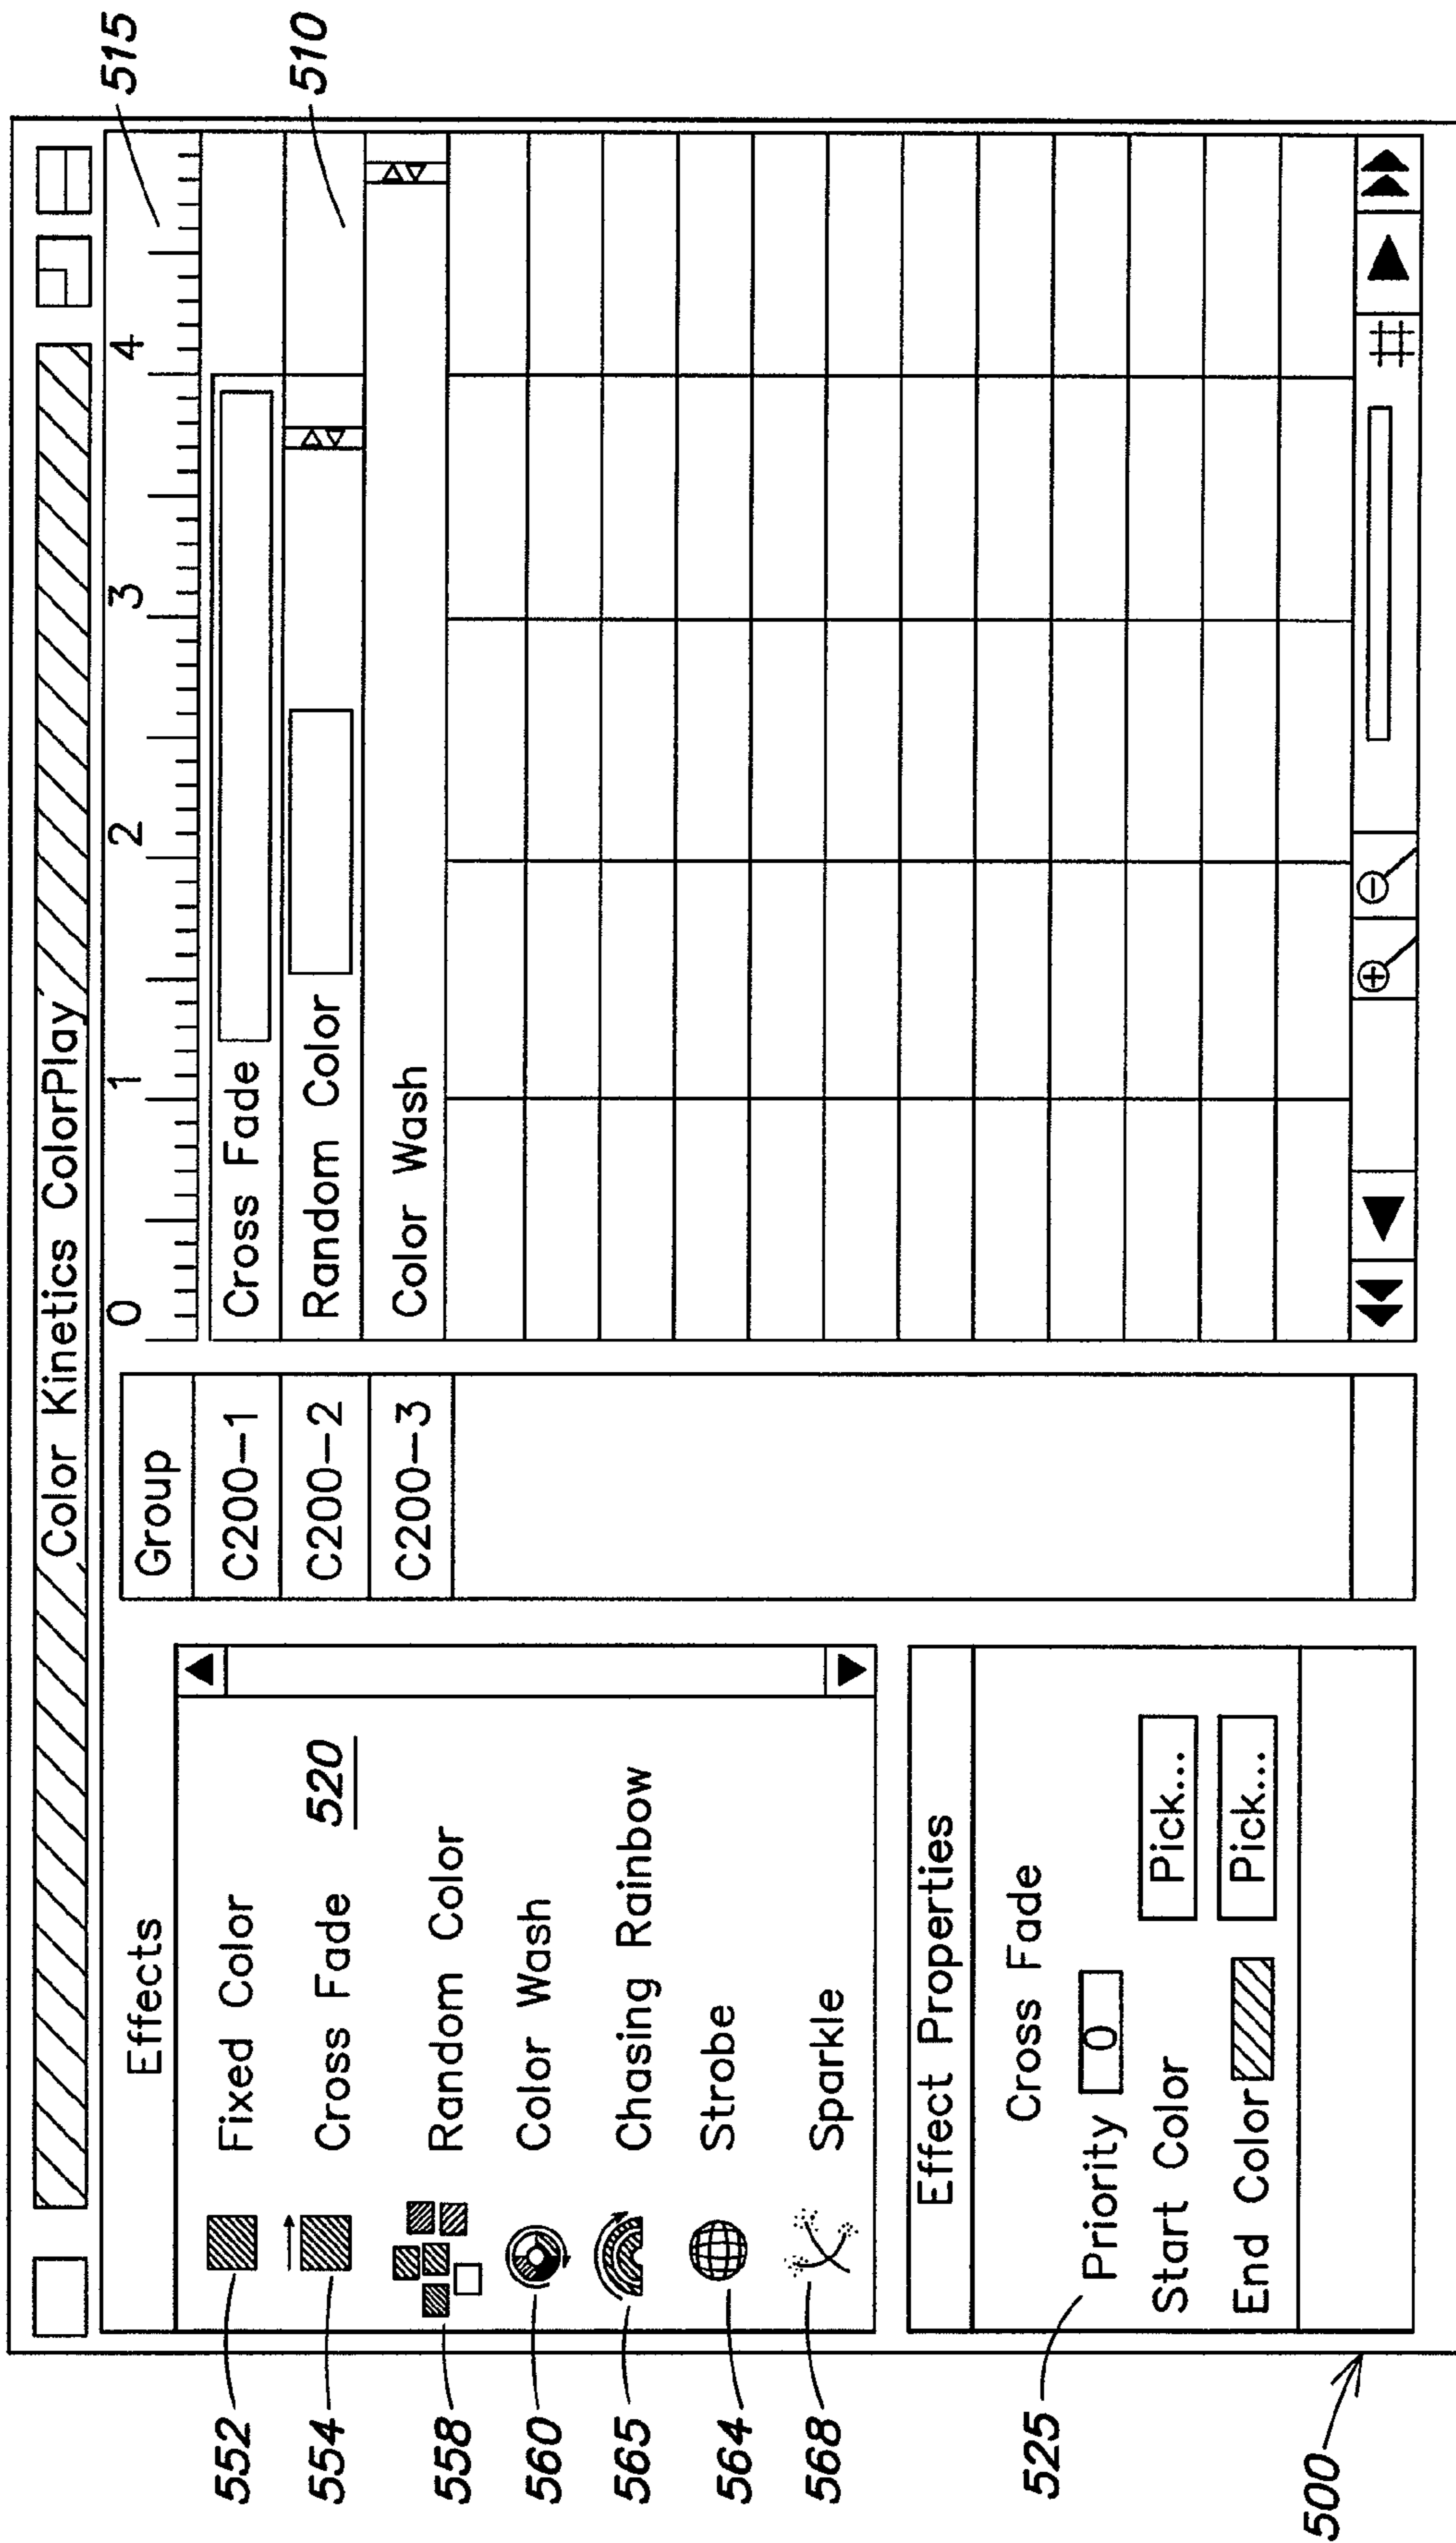 Color Kinetics ColorPlay
515
510
Effects
552 Fixed Color
554 Cross Fade 520
558 Random Color
560 Color Wash
565 Chasing Rainbow
564 Strobe
568 Sparkle
Effect Properties
Cross Fade
525 Priority 0
Start Color Pick...
End Color Pick...
500
Group
C200-1
C200-2
C200-3
0 1 2 3 4
Cross Fade
Random Color
Color Wash